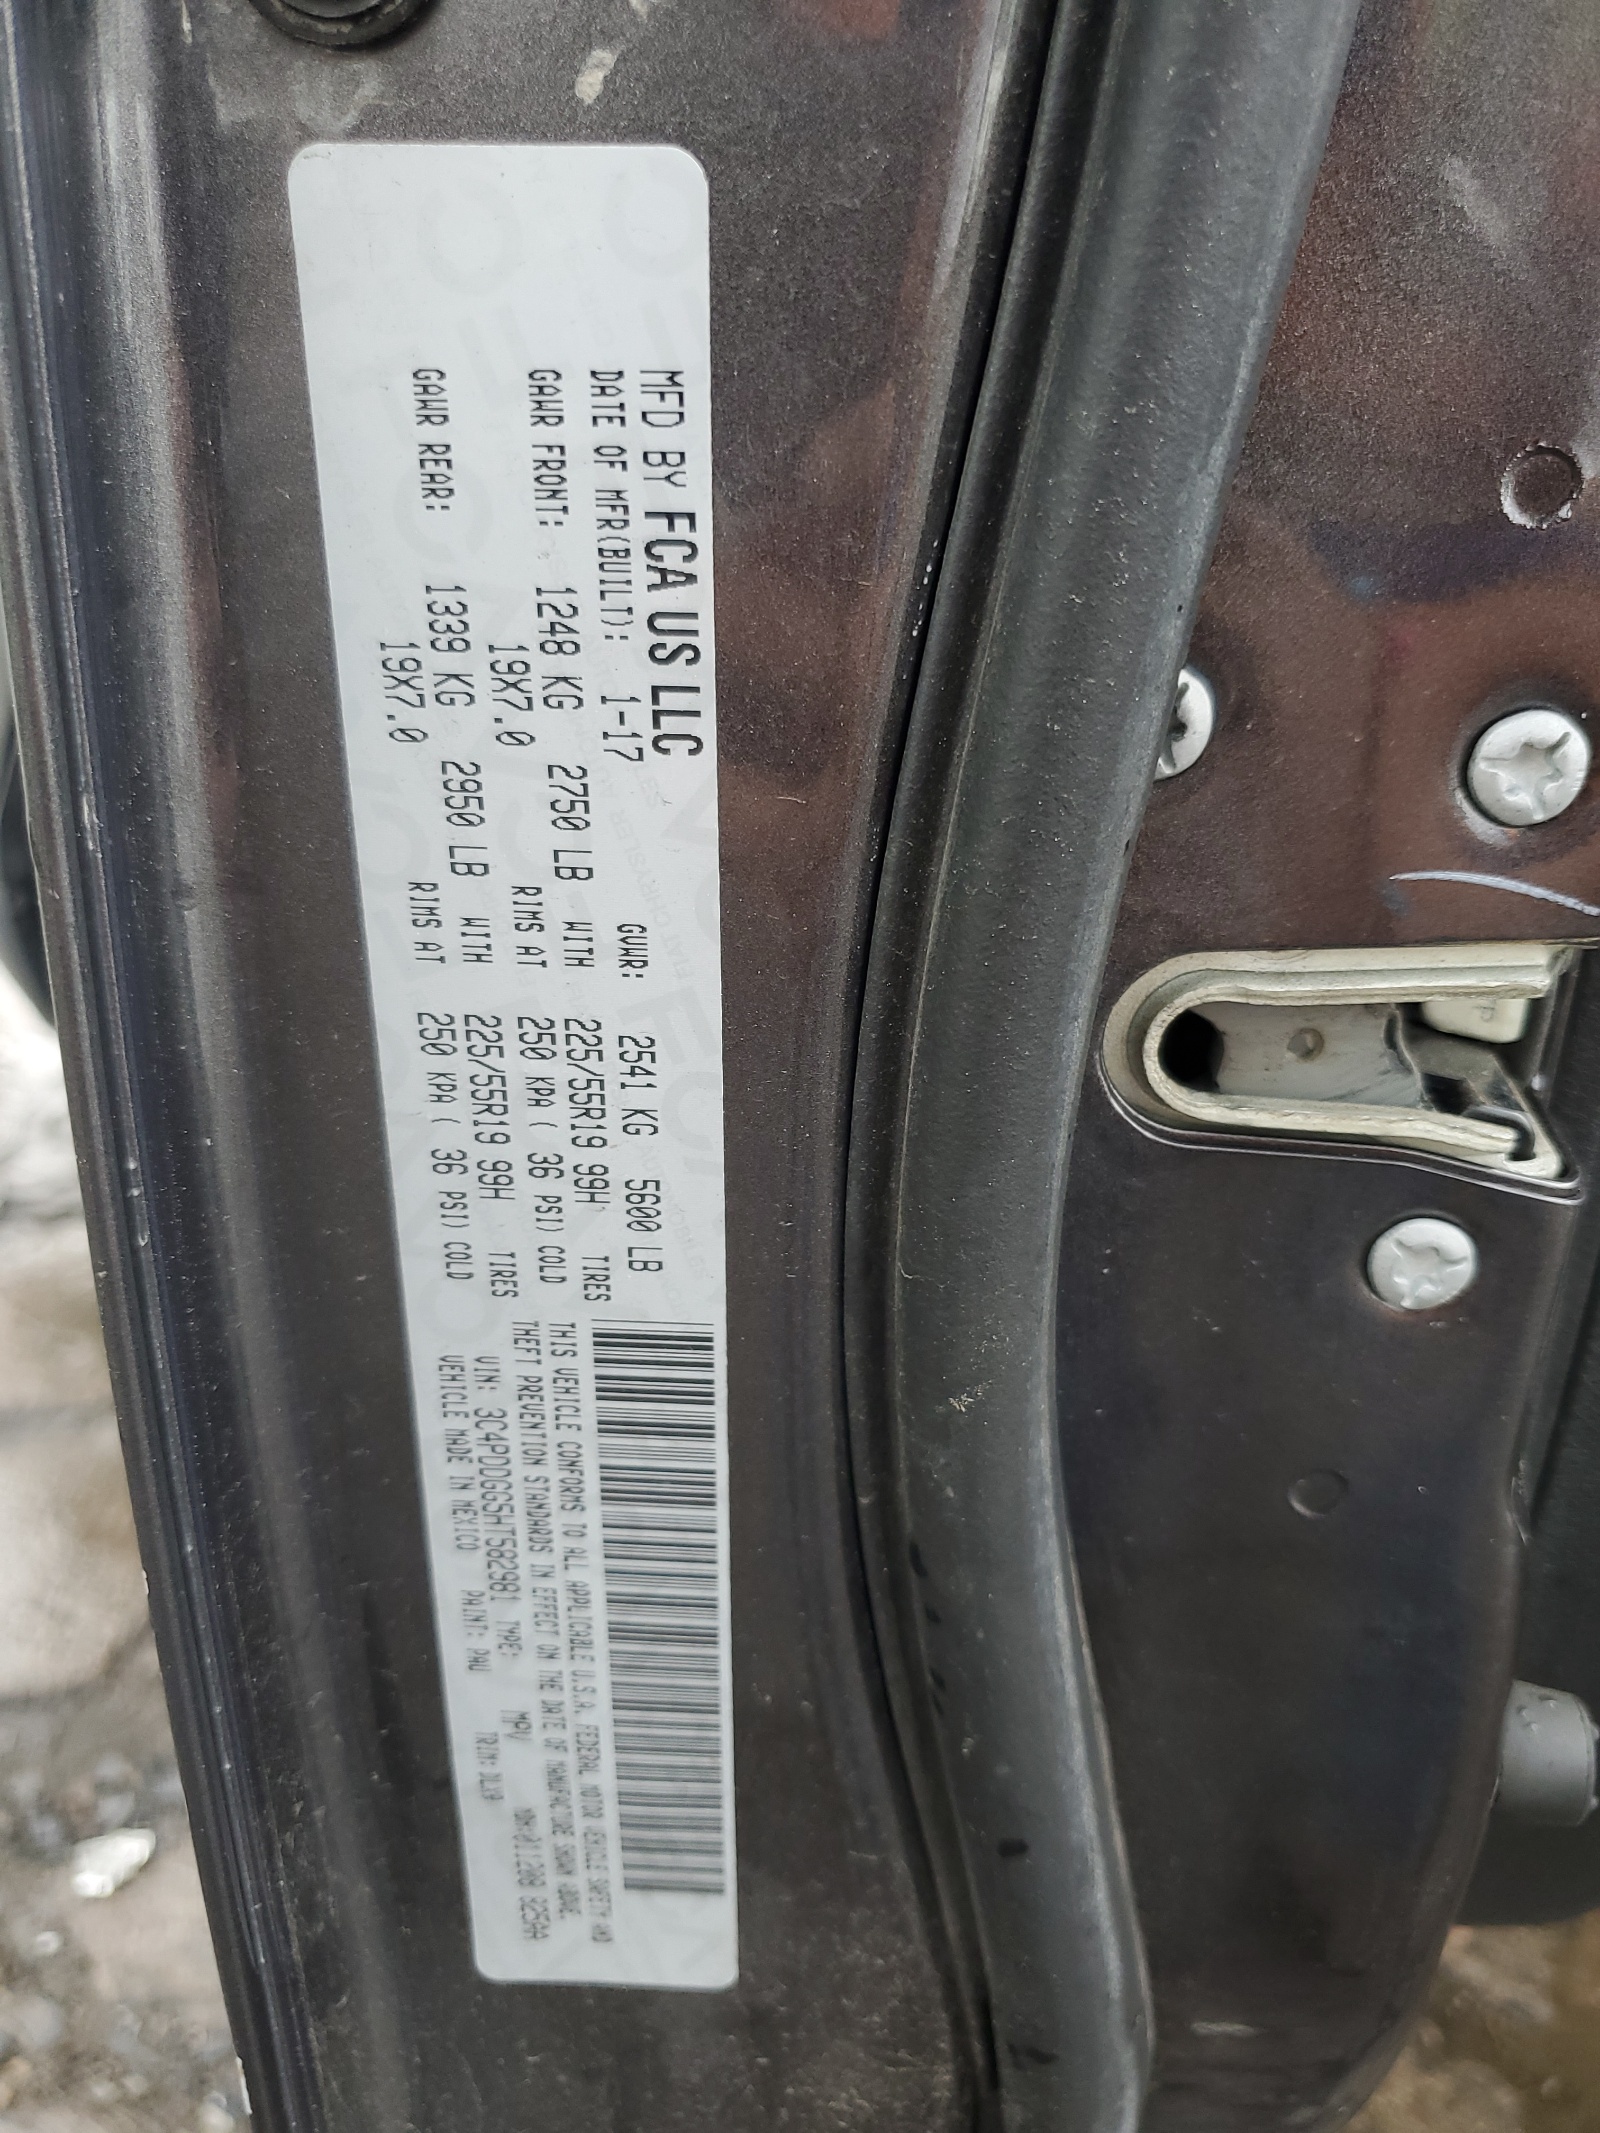 MFD BY FCA US LLC
DATE OF MFR(BUILT): 1-17 GVWR: 2541 KG 5600 LB
GAWR FRONT: 1248 KG 2750 LB WITH 225/55R19 99H TIRES
19X7.0 RIMS AT 250 KPA ( 36 PSI) COLD
GAWR REAR: 1339 KG 2950 LB WITH 225/55R19 99H TIRES
19X7.0 RIMS AT 250 KPA ( 36 PSI) COLD
THIS VEHICLE CONFORMS TO ALL APPLICABLE U.S.A. FEDERAL MOTOR VEHICLE SAFETY AND
THEFT PREVENTION STANDARDS IN EFFECT ON THE DATE OF MANUFACTURE SHOWN ABOVE.
VIN: 3C4PDDGG5HT582981 TYPE: MPV
VEHICLE MADE IN MEXICO PAINT: PAU TRIM: DLX9